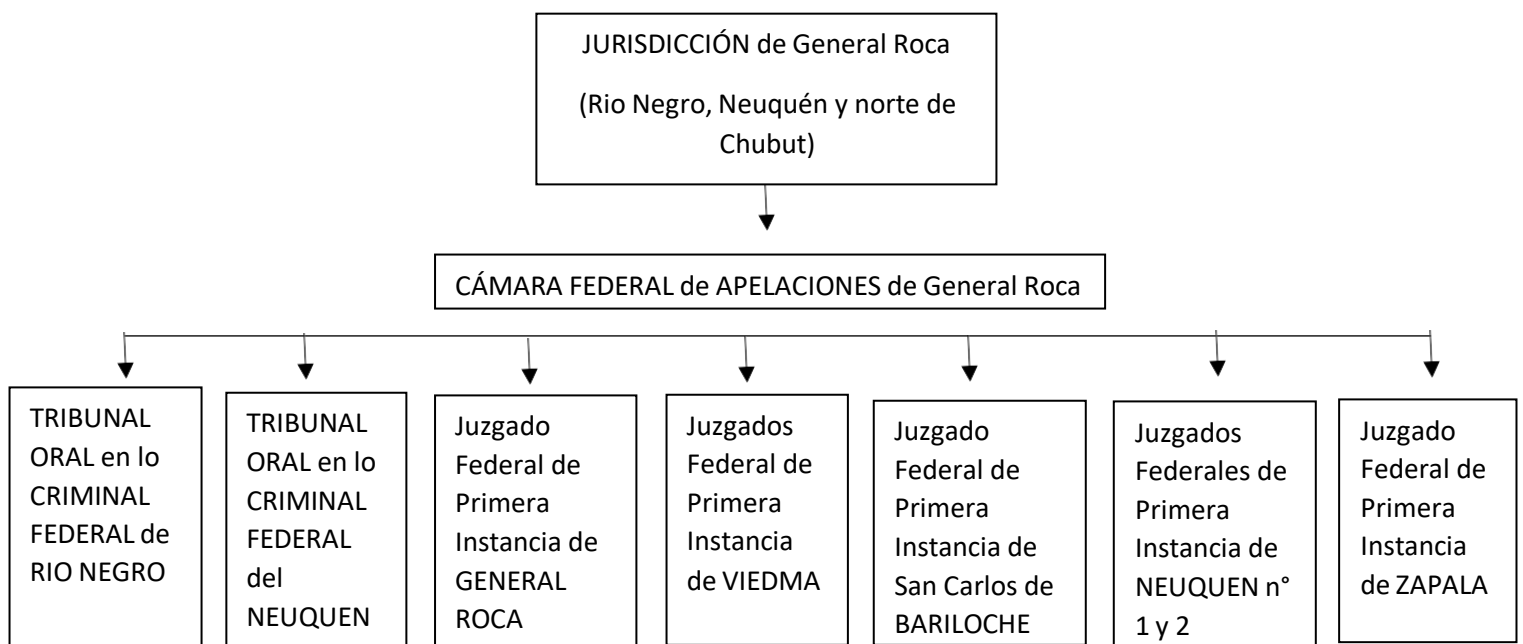 JURISDICCIÓN de General Roca
(Rio Negro, Neuquén y norte de
Chubut)
CÁMARA FEDERAL de APELACIONES de General Roca
TRIBUNAL
ORAL en lo
CRIMINAL
FEDERAL de
RIO NEGRO
TRIBUNAL
ORAL en lo
CRIMINAL
FEDERAL
del
NEUQUEN
Juzgado
Federal de
Primera
Instancia de
GENERAL
ROCA
Juzgados
Federal de
Primera
Instancia
de VIEDMA
Juzgado
Federal de
Primera
Instancia de
San Carlos de
BARILOCHE
Juzgados
Federales de
Primera
Instancia de
NEUQUEN n°
1 y 2
Juzgado
Federal de
Primera
Instancia
de ZAPALA